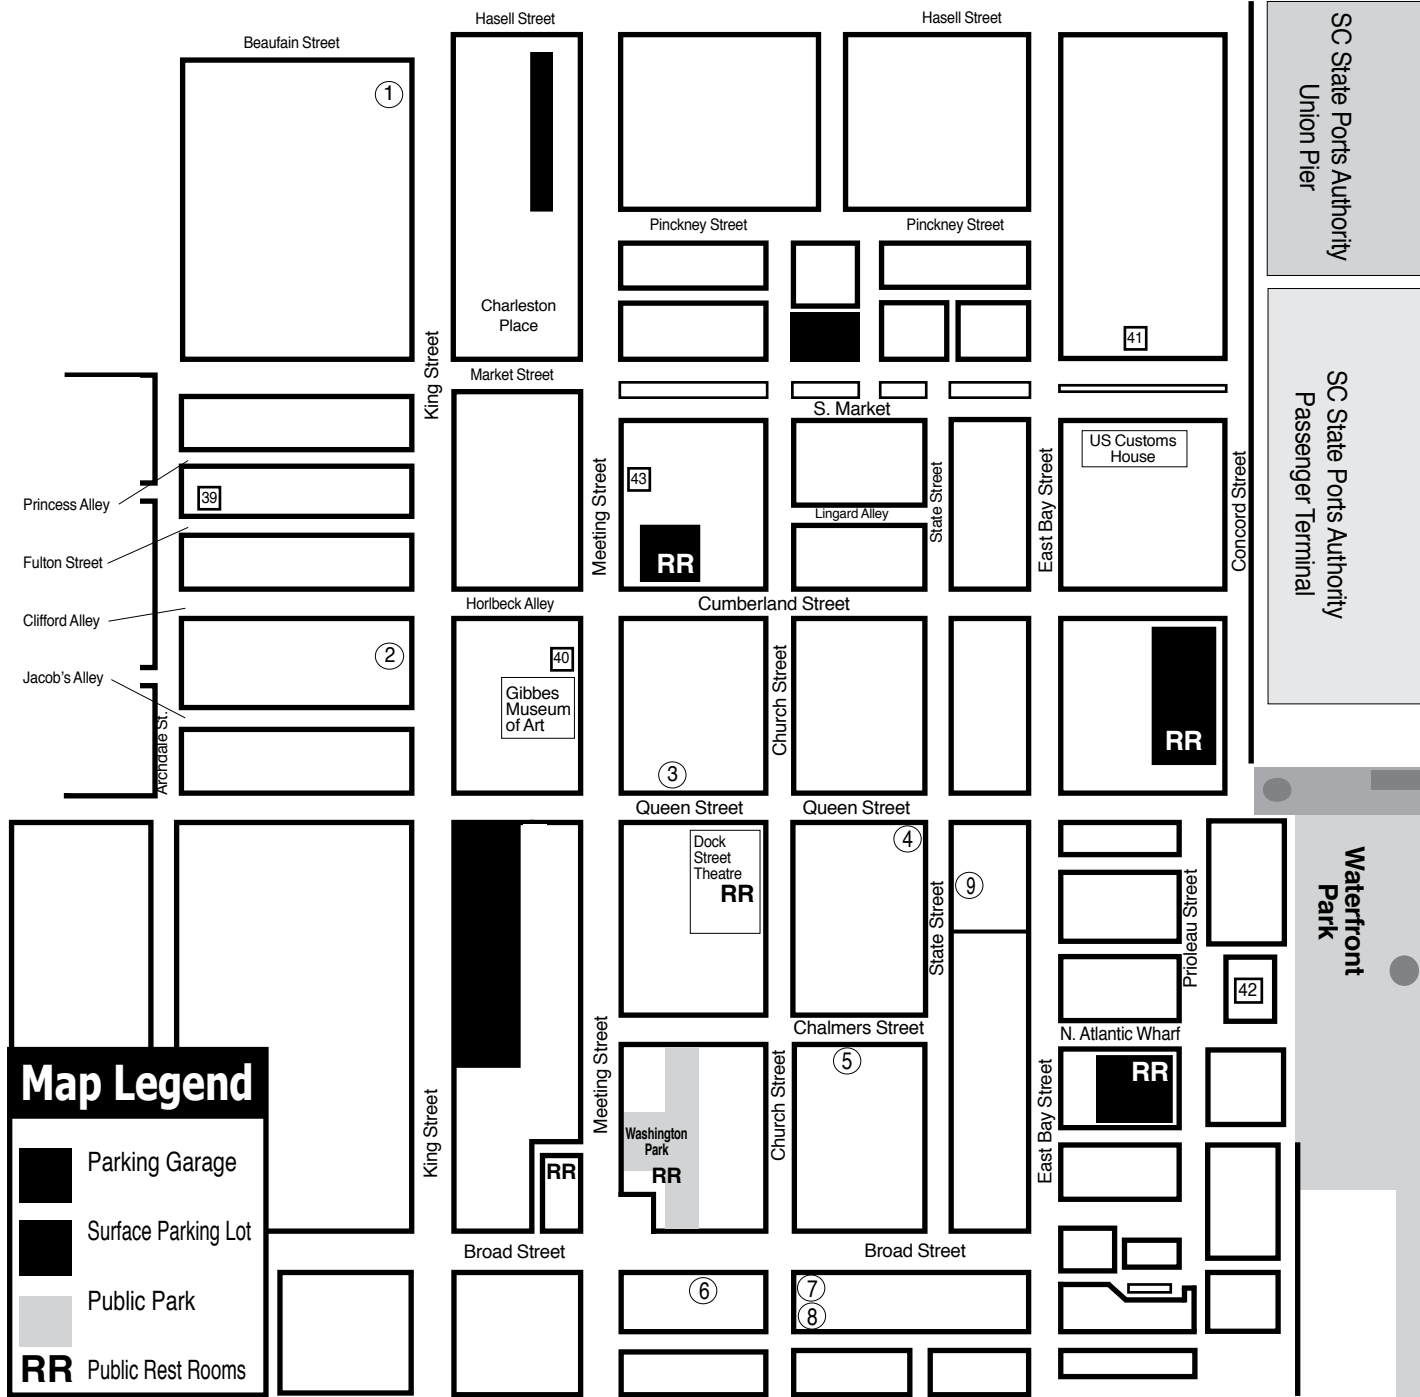 Hasell Street
Hasell Street
Beaufain Street
1
SC State Ports Authority
Union Pier
Pinckney Street
Pinckney Street
Charleston
Place
41
King Street
Market Street
S. Market
SC State Ports Authority
Passenger Terminal
US Customs
House
Meeting Street
43
State Street
East Bay Street
Concord Street
Princess Alley
39
Lingard Alley
Fulton Street
RR
Horlbeck Alley
Cumberland Street
Clifford Alley
2
40
Church Street
Jacob's Alley
Gibbes
Museum
of Art
Archdale St.
RR
3
Queen Street
Queen Street
Dock
Street
Theatre
RR
4
9
State Street
Prioleau Street
Waterfront
Park
42
Chalmers Street
N. Atlantic Wharf
Meeting Street
5
Church Street
East Bay Street
RR
King Street
Washington
Park
RR
RR
Broad Street
Broad Street
6
7
8
Map Legend
Parking Garage
Surface Parking Lot
Public Park
RR Public Rest Rooms